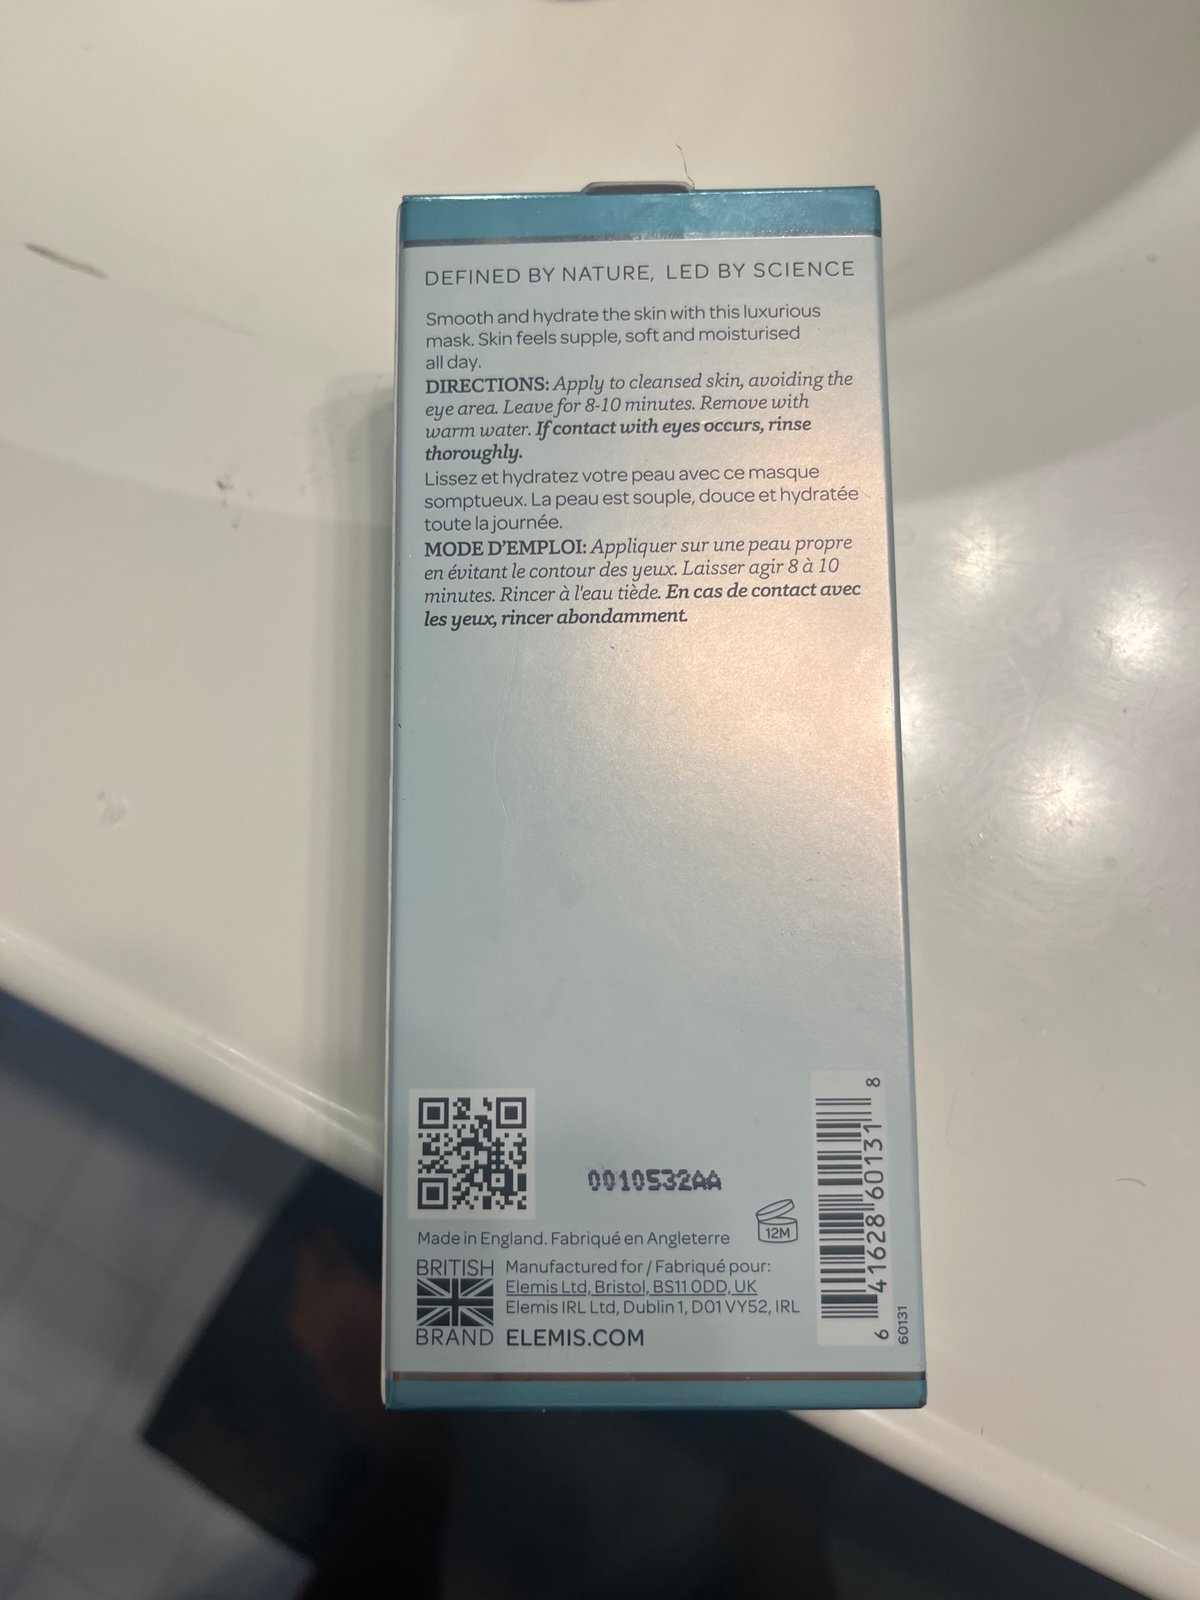 DEFINED BY NATURE, LED BY SCIENCE
Smooth and hydrate the skin with this luxurious
mask. Skin feels supple, soft and moisturised
all day.
DIRECTIONS: Apply to cleansed skin, avoiding the
eye area. Leave for 8-10 minutes. Remove with
warm water. If contact with eyes occurs, rinse
thoroughly.
Lissez et hydratez votre peau avec ce masque
somptueux. La peau est souple, douce et hydratée
toute la journée.
MODE D'EMPLOI: Appliquer sur une peau propre
en évitant le contour des yeux. Laisser agir 8 à 10
minutes. Rincer à l'eau tiède. En cas de contact avec
les yeux, rincer abondamment.
0010532AA
12M
Made in England. Fabriqué en Angleterre
BRITISH
BRAND
Manufactured for / Fabriqué pour:
Elemis Ltd, Bristol, BS11 0DD, UK
Elemis IRL Ltd, Dublin 1, D01 VY52, IRL
ELEMIS.COM
6 41628 60131 8
60131